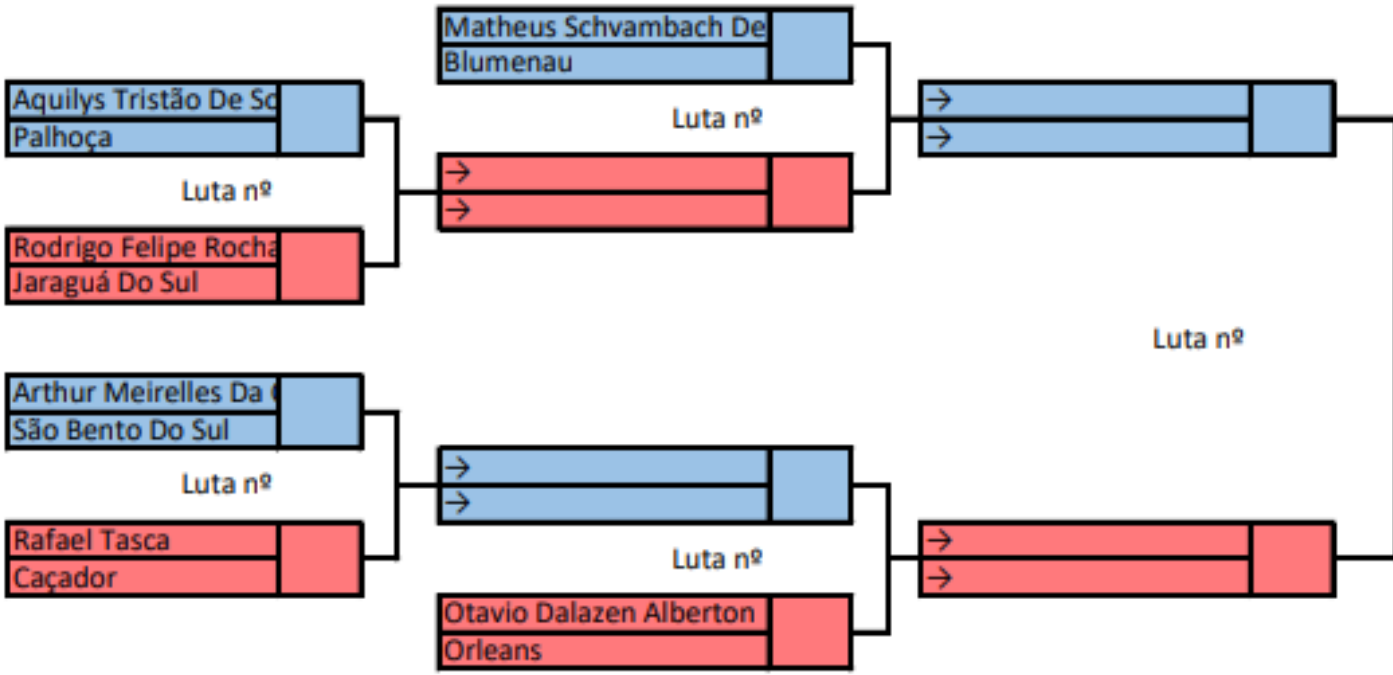 Matheus Schvambach De
Blumenau
Aquilys Tristão De
Palhoça
Luta nº
Luta nº
→
→
→
→
Rodrigo Felipe Rocha
Jaraguá Do Sul
Luta nº
Arthur Meirelles Da
São Bento Do Sul
Luta nº
→
→
Rafael Tasca
Caçador
Luta nº
→
→
Otavio Dalazen Alberton
Orleans